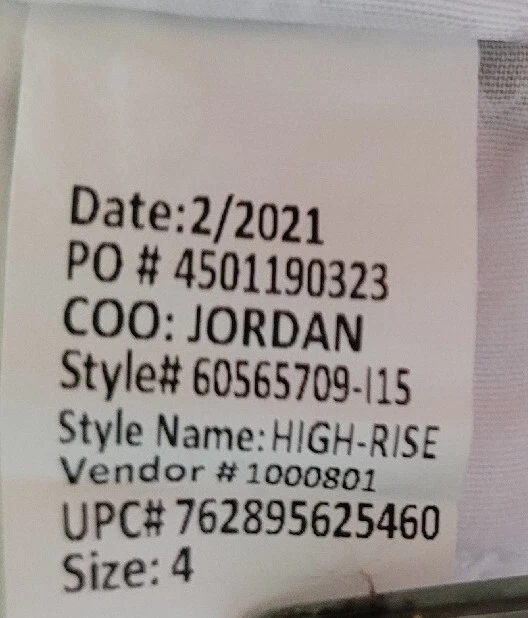 Date:2/2021
PO # 4501190323
COO: JORDAN
Style# 60565709-I15
Style Name:HIGH-RISE
Vendor #1000801
UPC# 762895625460
Size: 4